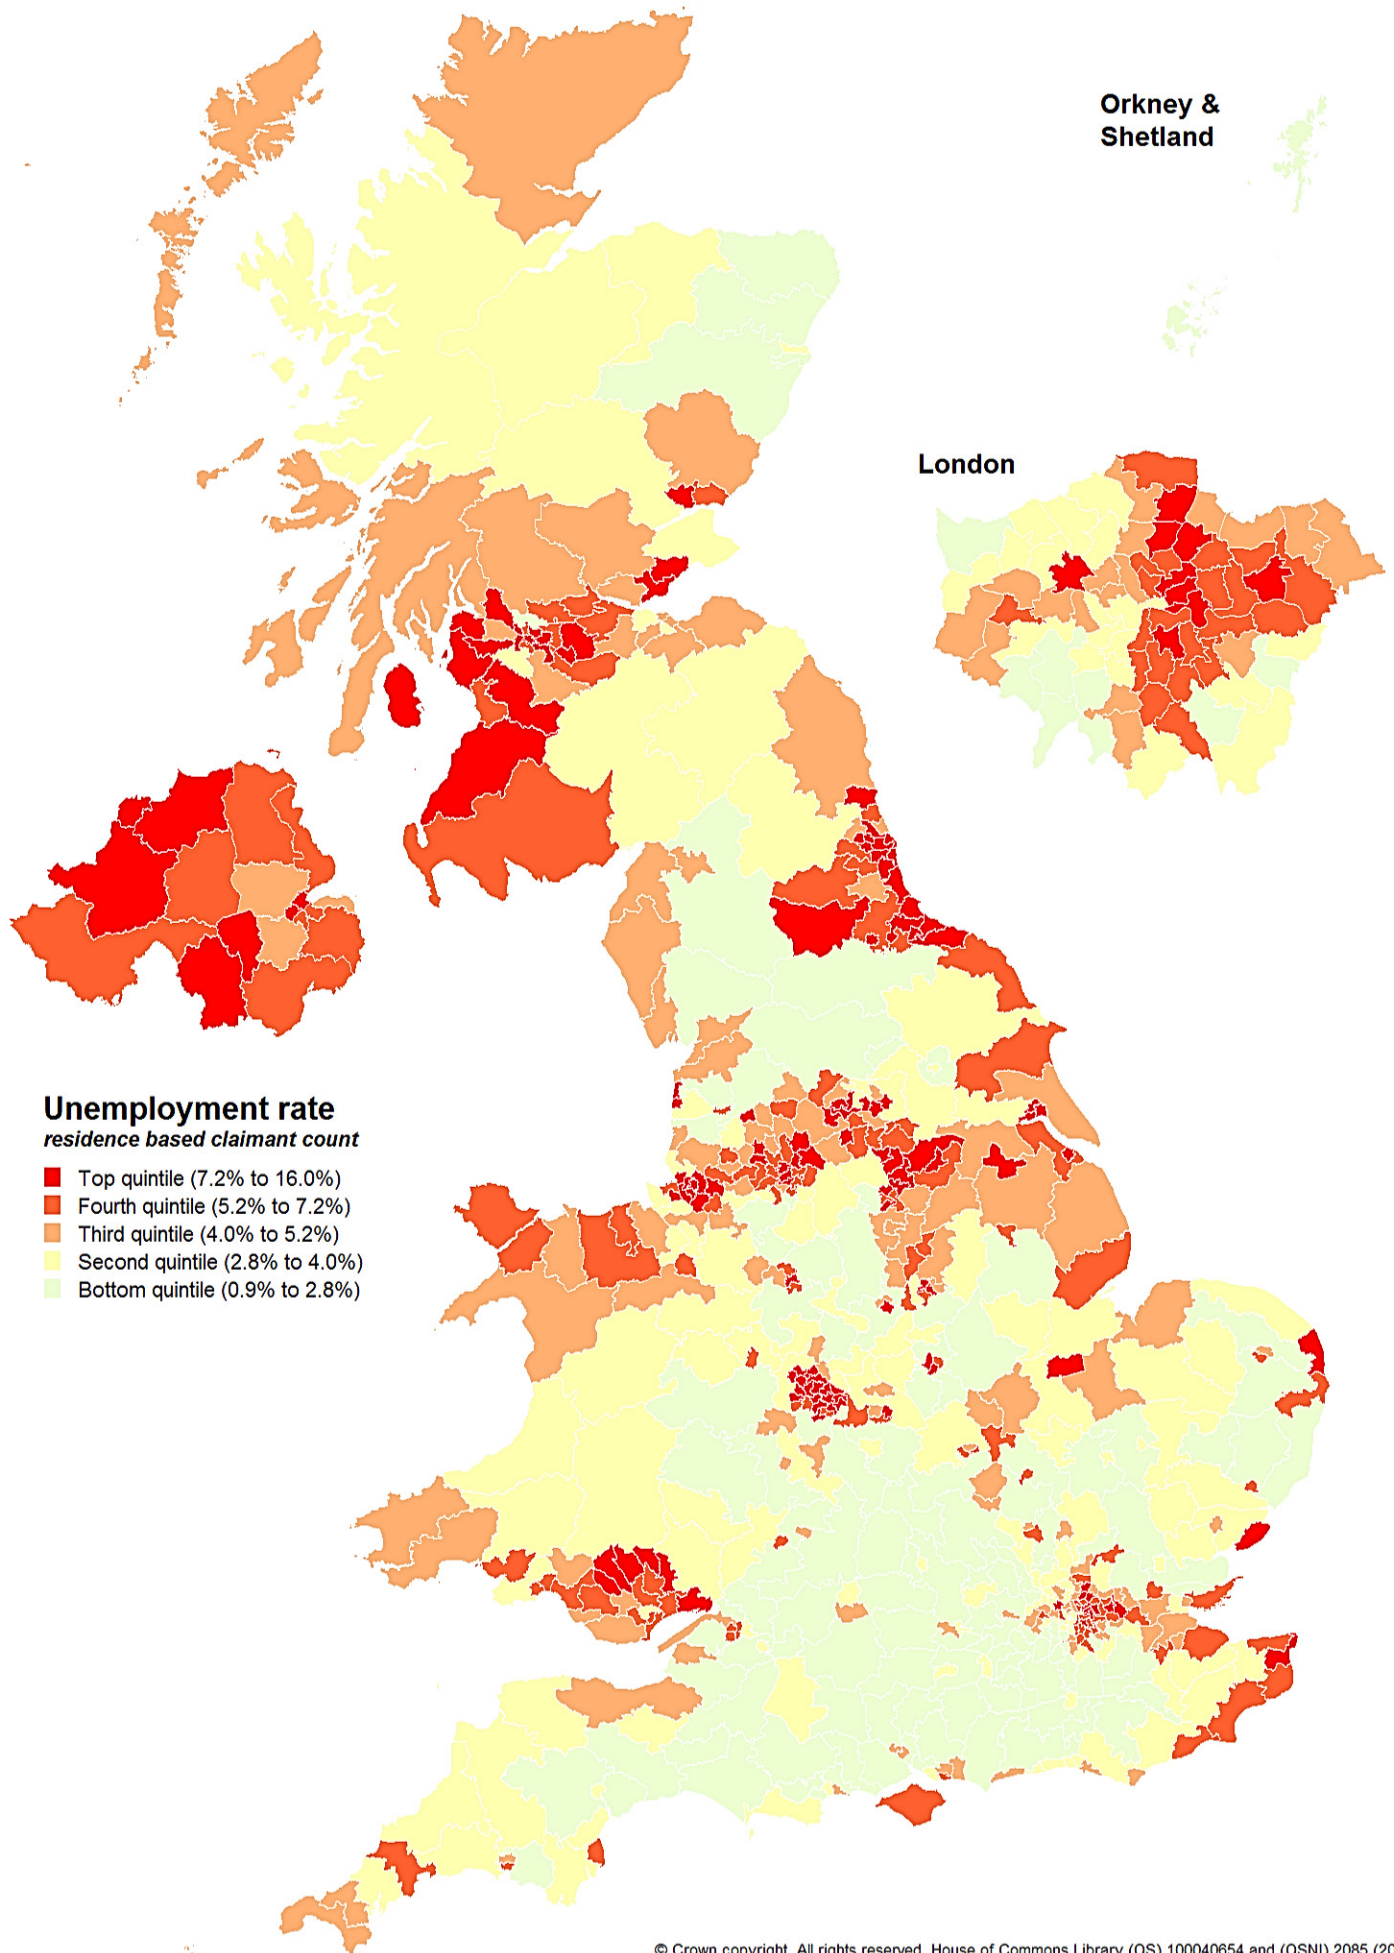 Orkney &
Shetland
London
Unemployment rate
residence based claimant count
Top quintile (7.2% to 16.0%)
Fourth quintile (5.2% to 7.2%)
Third quintile (4.0% to 5.2%)
Second quintile (2.8% to 4.0%)
Bottom quintile (0.9% to 2.8%)
© Crown copyright. All rights reserved. House of Commons Library (OS) 100040654 and (OSNI) 2085 (20